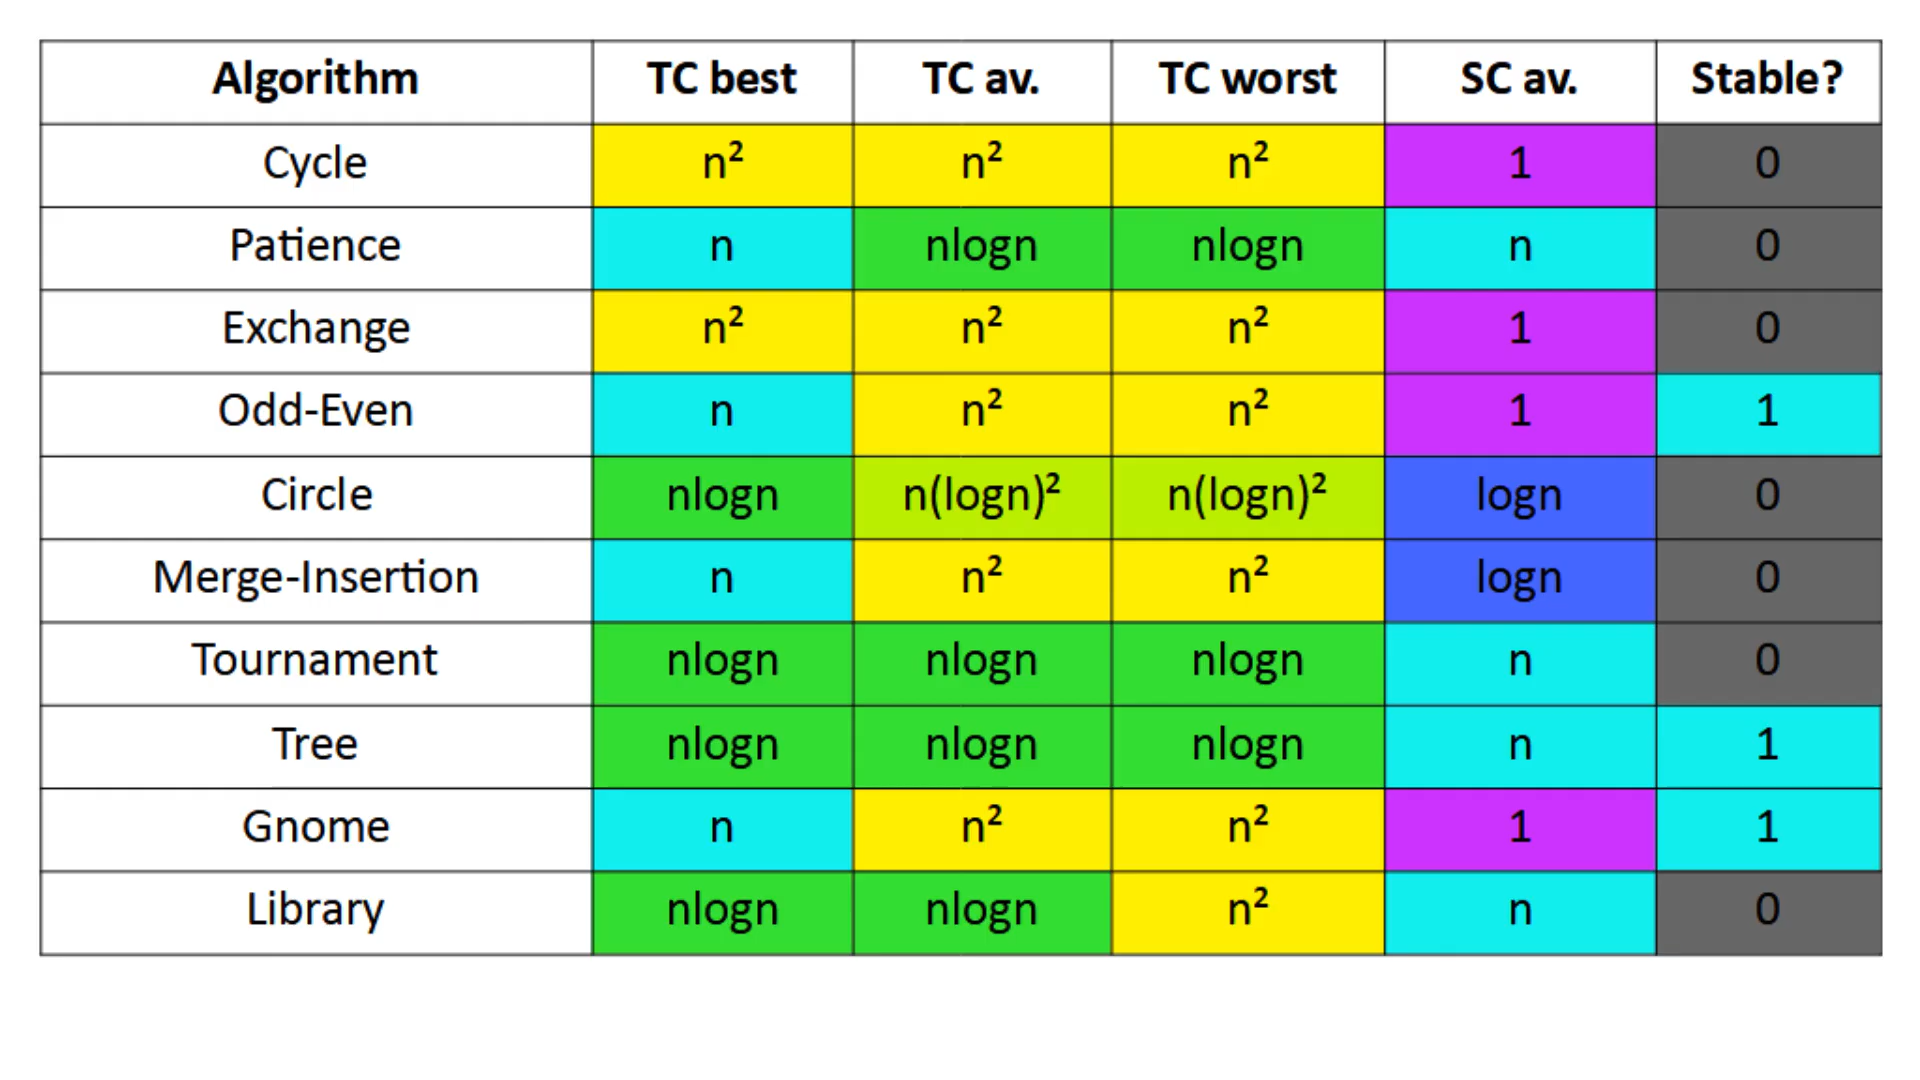 Algorithm TC best TC av. TC worst SC av. Stable?
Cycle n² n² n² 1 0
Patience n nlogn nlogn n 0
Exchange n² n² n² 1 0
Odd-Even n n² n² 1 1
Circle nlogn n(logn)² n(logn)² logn 0
Merge-Insertion n n² n² logn 0
Tournament nlogn nlogn nlogn n 0
Tree nlogn nlogn nlogn n 1
Gnome n n² n² 1 1
Library nlogn nlogn n² n 0